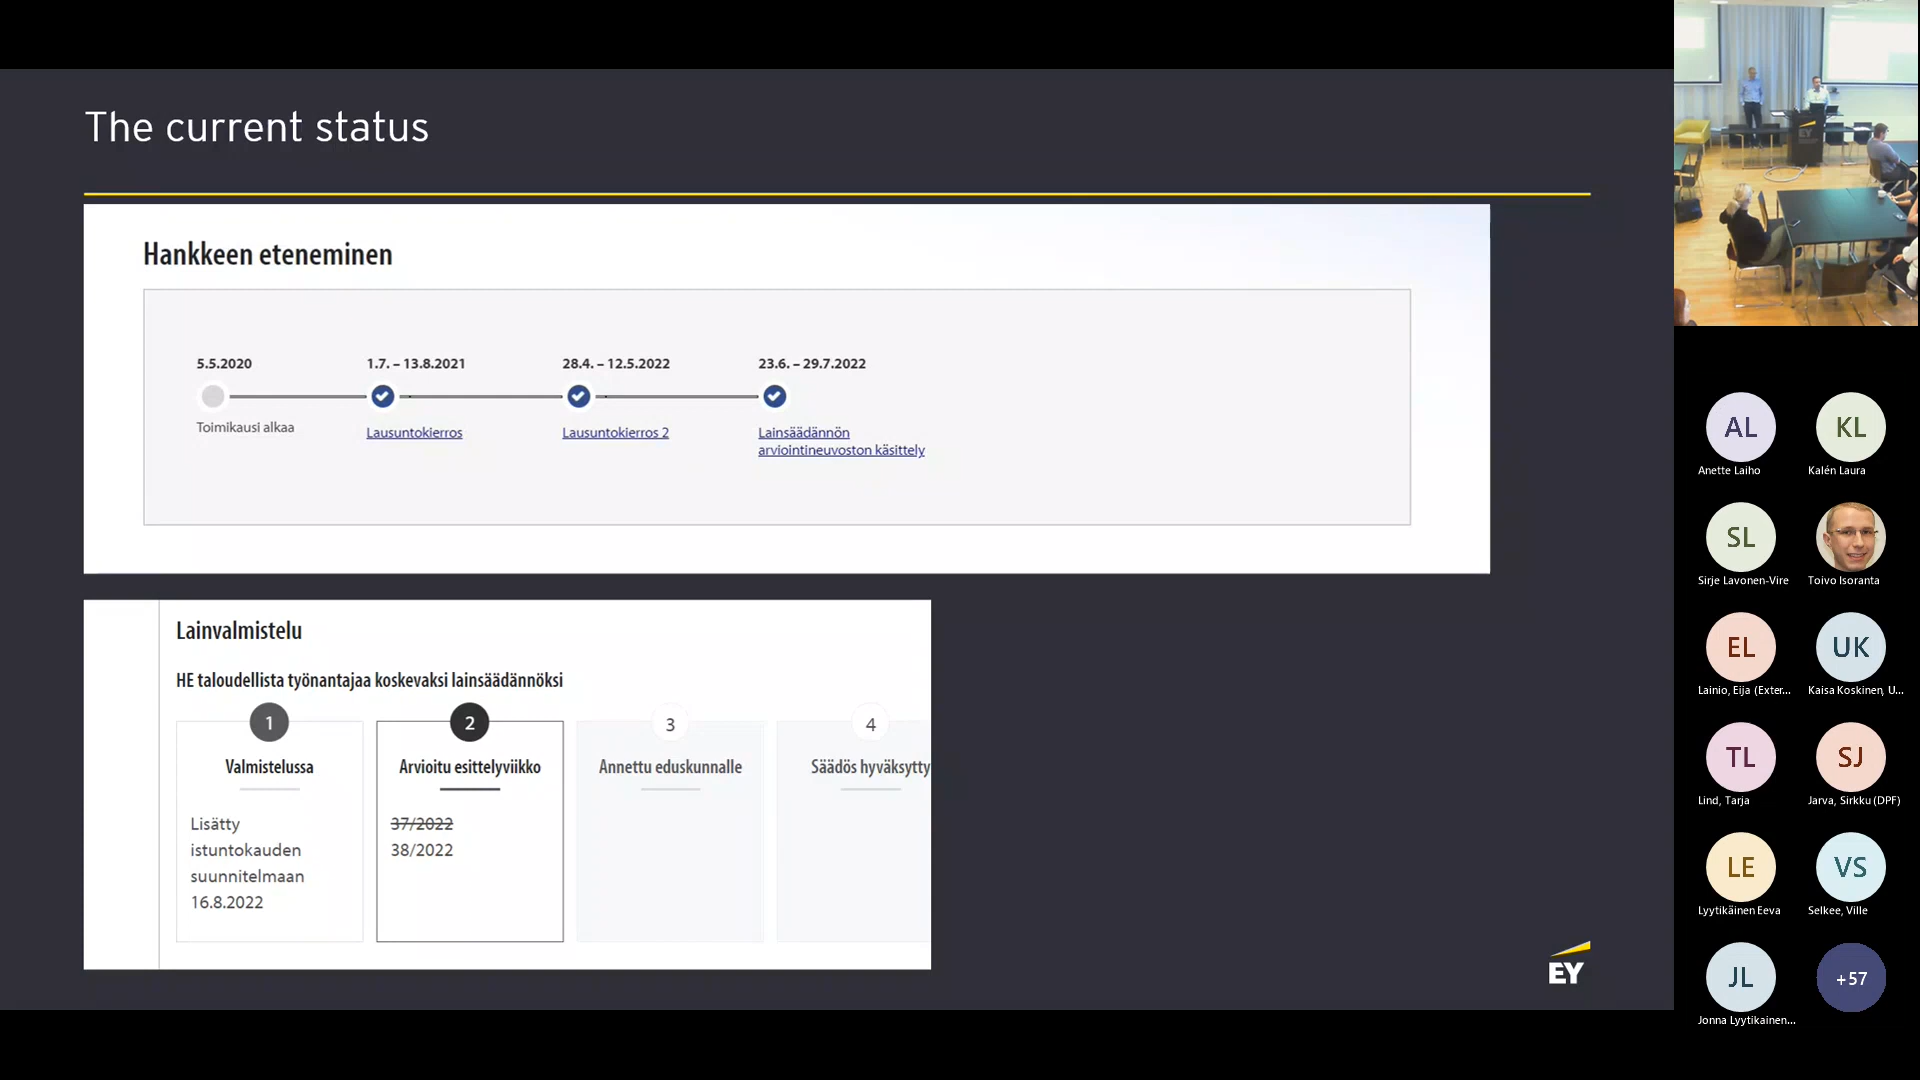 The current status
Hankkeen eteneminen
5.5.2020
1.7. – 13.8.2021
28.4. – 12.5.2022
23.6. – 29.7.2022
Toimikausi alkaa
Lausuntokierros
Lausuntokierros 2
Lainsäädännön
arviointineuvoston käsittely
Lainvalmistelu
HE taloudellista työnantajaa koskevaksi lainsäädännöksi
1
2
3
4
Valmistelussa
Arvioitu esittelyviikko
Annettu eduskunnalle
Säädös hyväksytty
Lisätty
istuntokauden
suunnitelmaan
16.8.2022
37/2022
38/2022
EY
EY
AL
KL
Anette Laiho
Kalén Laura
SL
Sirje Lavonen-Vire
Toivo Isoranta
EL
UK
Lainio, Eija (Exter...
Kaisa Koskinen, U...
TL
SJ
Lind, Tarja
Jarva, Sirkku (DPF)
LE
VS
Lyytikäinen Eeva
Selkee, Ville
JL
+57
Jonna Lyytikainen...